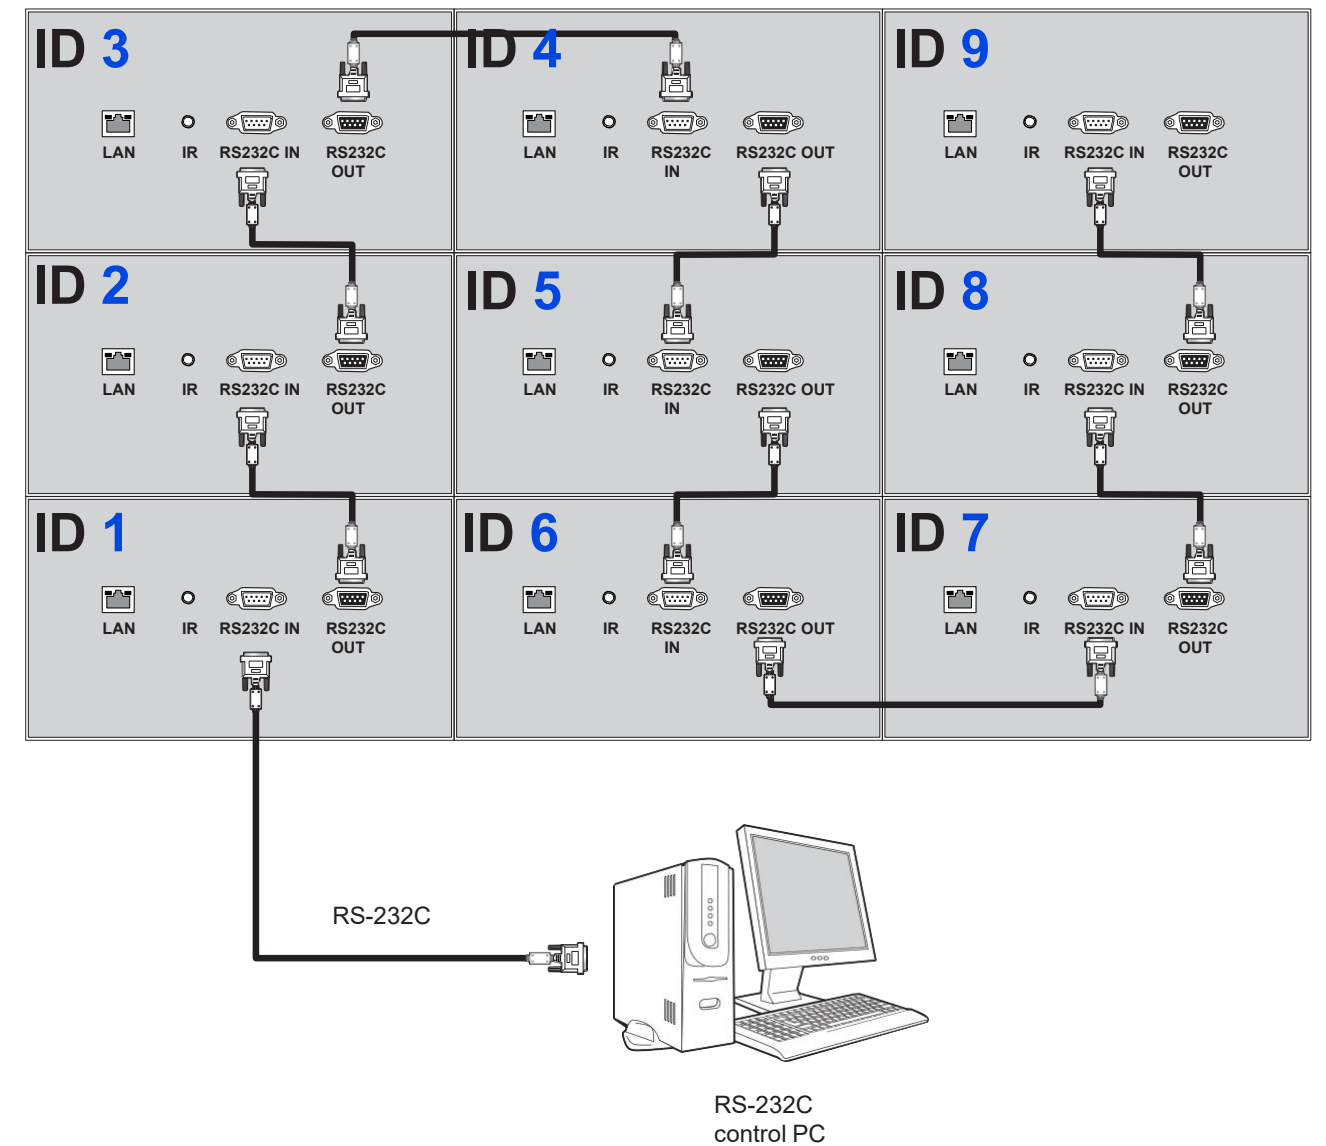 ID 3
LAN
IR
RS232C IN
RS232C
OUT
ID 4
LAN
IR
RS232C
IN
RS232C OUT
ID 9
LAN
IR
RS232C IN
RS232C
OUT
ID 2
LAN
IR
RS232C IN
RS232C
OUT
ID 5
LAN
IR
RS232C
IN
RS232C OUT
ID 8
LAN
IR
RS232C IN
RS232C
OUT
ID 1
LAN
IR
RS232C IN
RS232C
OUT
ID 6
LAN
IR
RS232C
IN
RS232C OUT
ID 7
LAN
IR
RS232C IN
RS232C
OUT
RS-232C
RS-232C
control PC